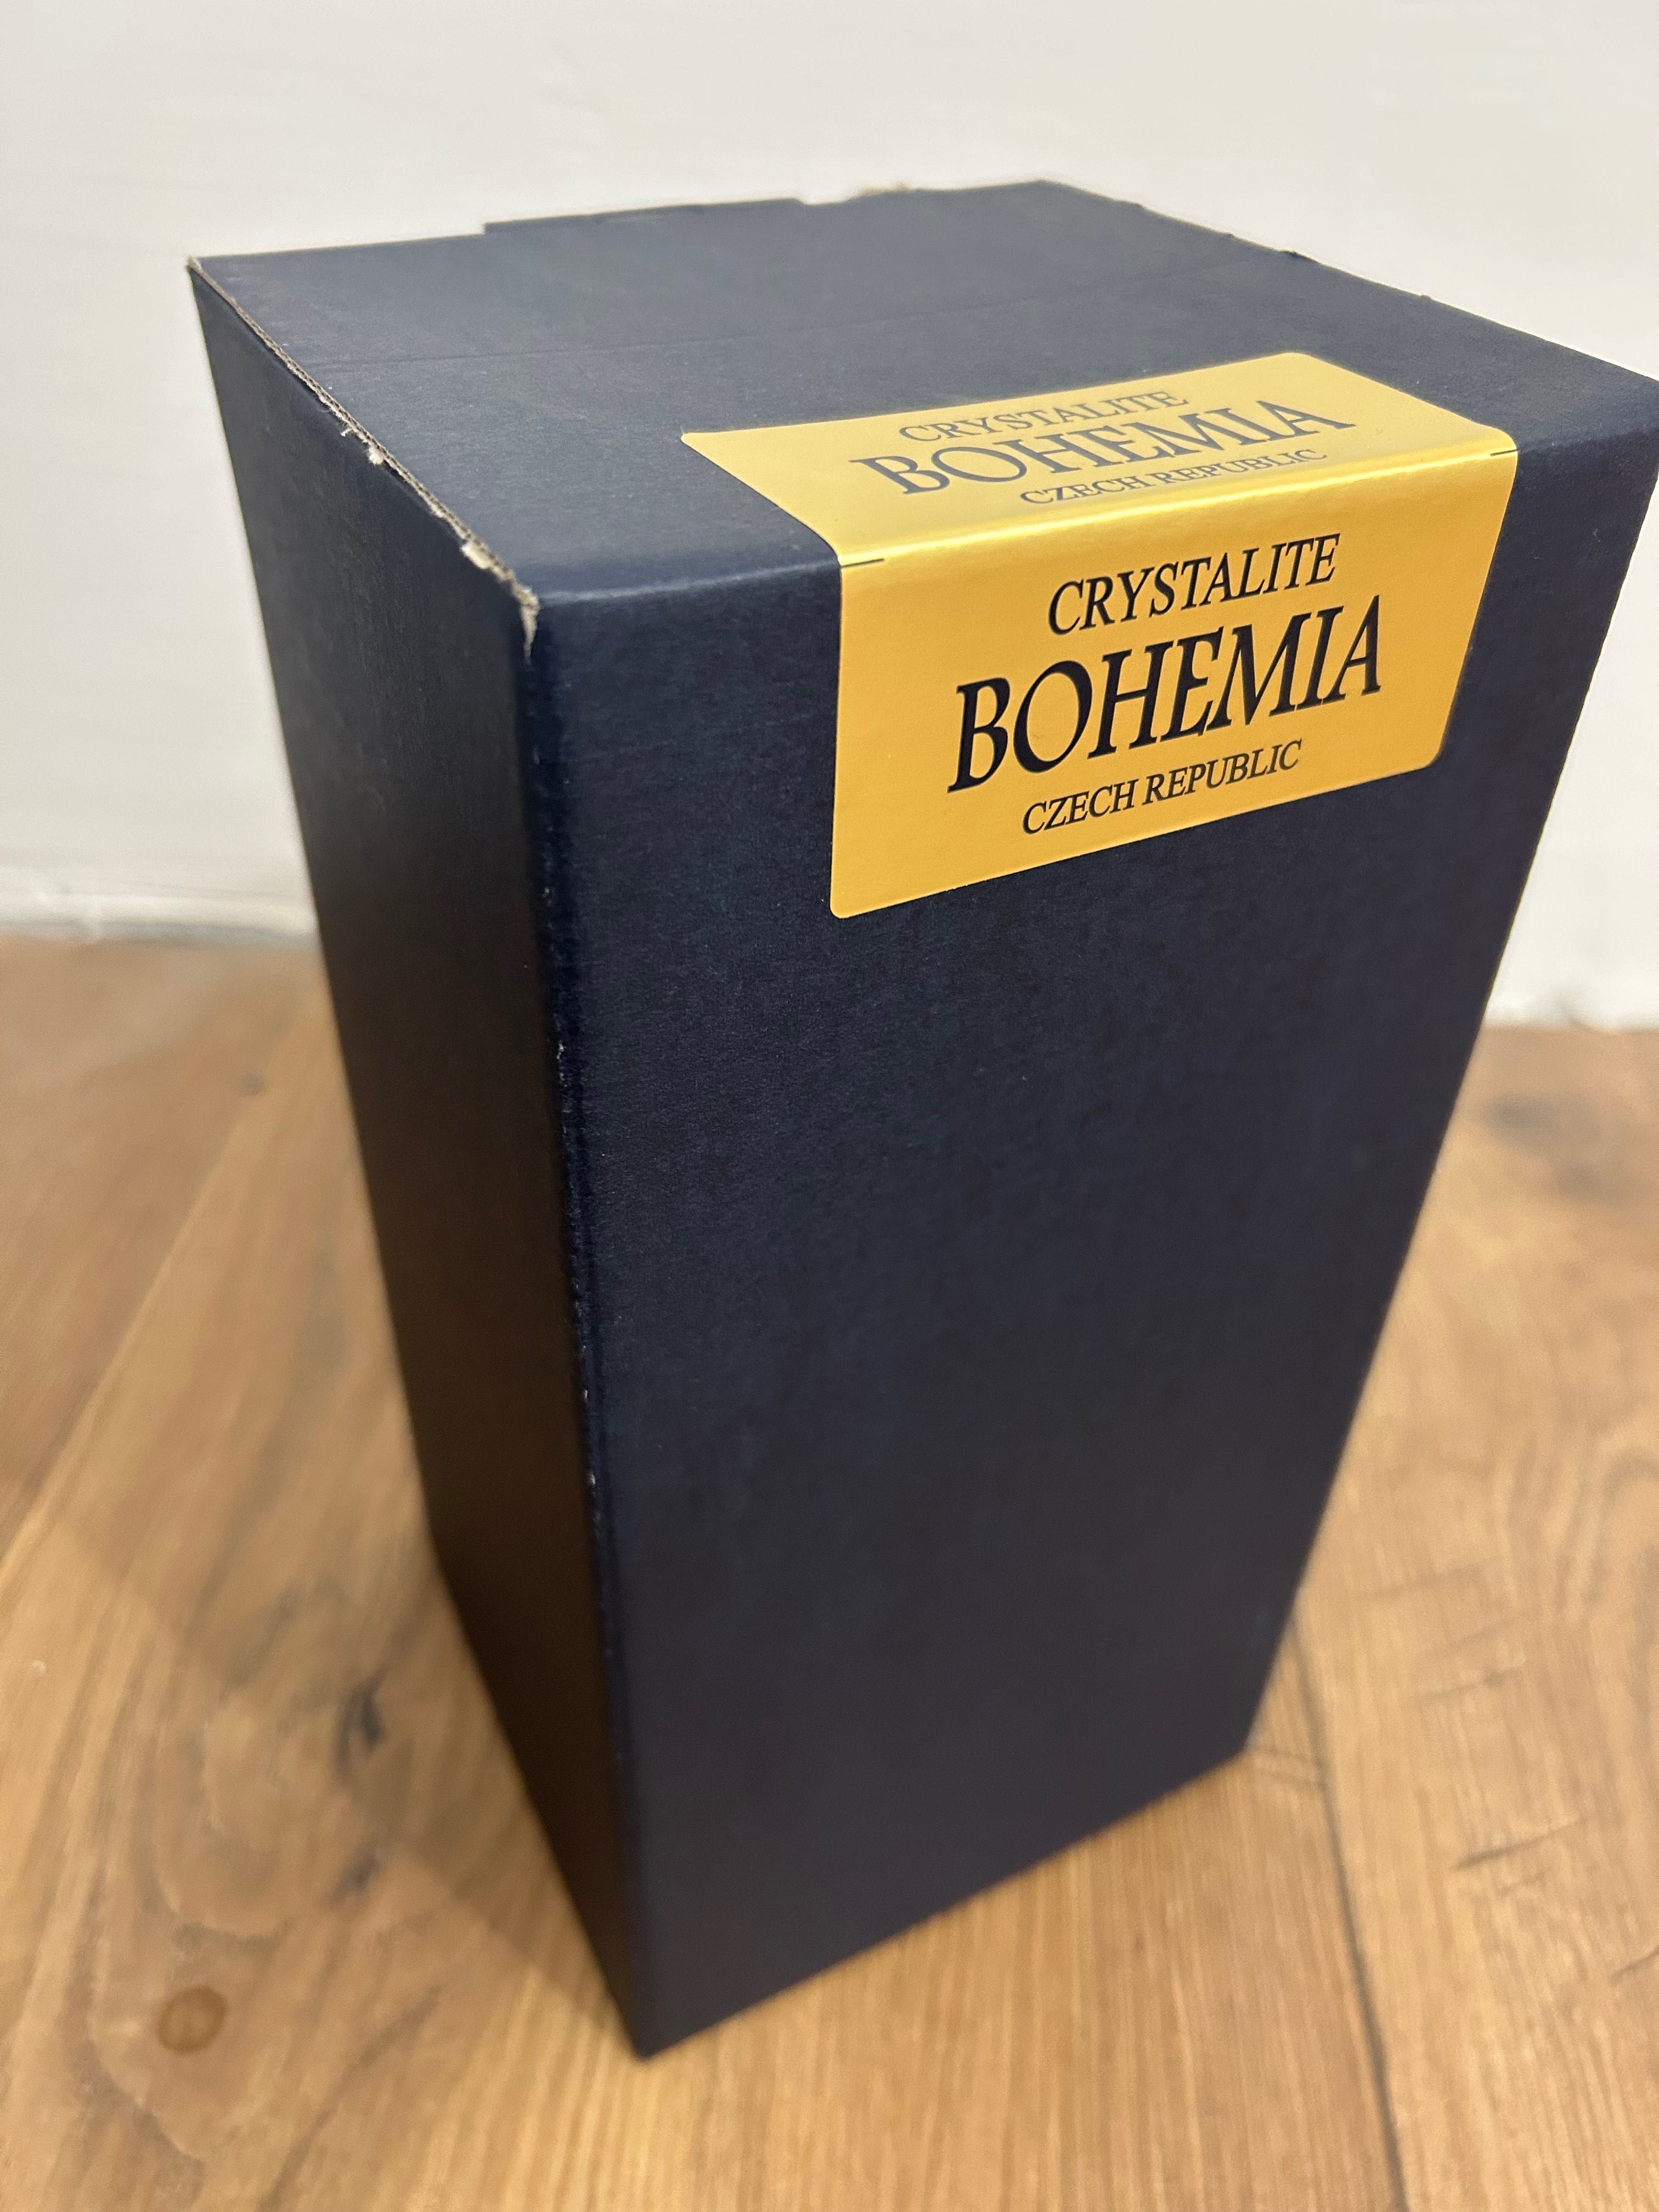 CRYSTALITE
BOHEMIA
CZECH REPUBLIC
CRYSTALITE
BOHEMIA
CZECH REPUBLIC